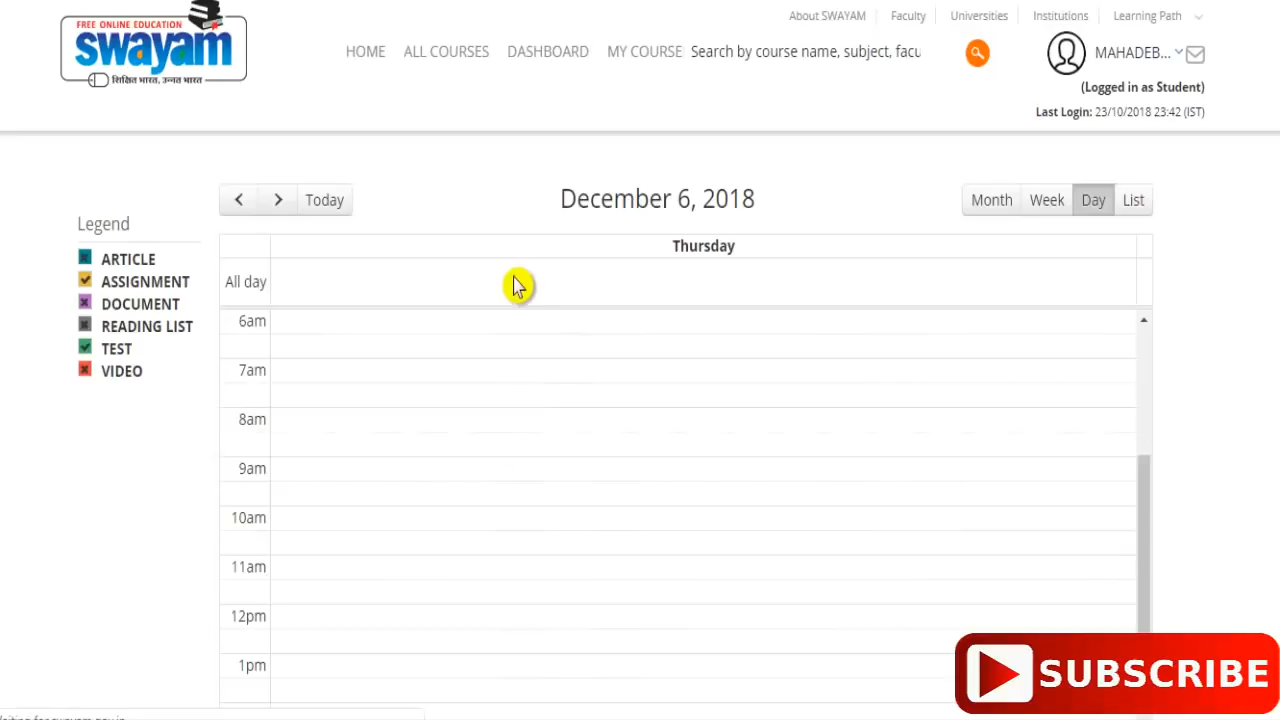 FREE ONLINE EDUCATION
swayam
शिक्षित भारत, उन्नत भारत
About SWAYAM
Faculty
Universities
Institutions
Learning Path
HOME
ALL COURSES
DASHBOARD
MY COURSE
Search by course name, subject, facu
MAHADEB...
(Logged in as Student)
Last Login: 23/10/2018 23:42 (IST)
Today
December 6, 2018
Month
Week
Day
List
Legend
ARTICLE
ASSIGNMENT
DOCUMENT
READING LIST
TEST
VIDEO
Thursday
All day
6am
7am
8am
9am
10am
11am
12pm
1pm
SUBSCRIBE